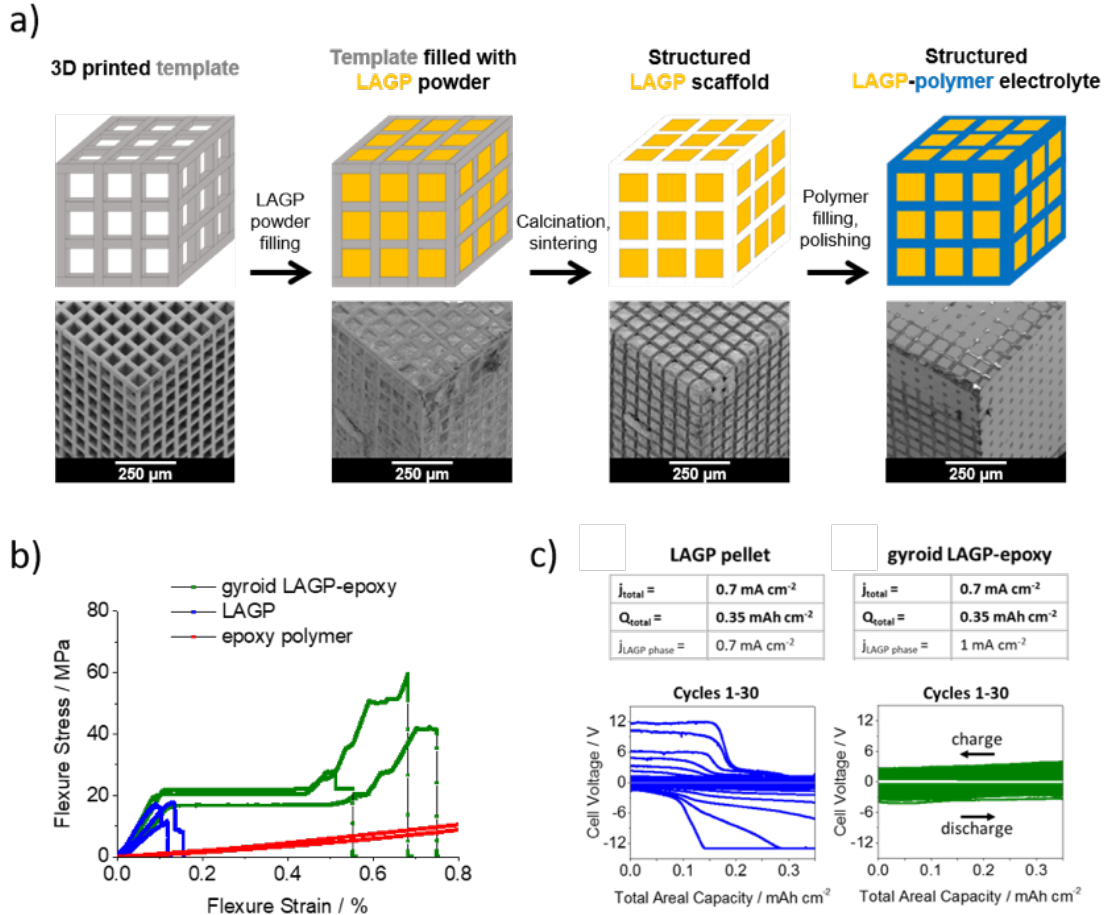 a)
3D printed template
Template filled with
LAGP powder
Structured
LAGP scaffold
Structured
LAGP-polymer electrolyte
LAGP
powder
filling
Calcination,
sintering
Polymer
filling,
polishing
250 µm
250 µm
250 µm
250 µm
b)
gyroid LAGP-epoxy
LAGP
epoxy polymer
Flexure Stress / MPa
80
60
40
20
0
0.0 0.2 0.4 0.6 0.8
Flexure Strain / %
c)
LAGP pellet
j total = 0.7 mA cm-2
Q total = 0.35 mAh cm-2
j LAGP phase = 0.7 mA cm-2
Cycles 1-30
Cell Voltage / V
12
6
0
-6
-12
0.0 0.1 0.2 0.3
Total Areal Capacity / mAh cm-2
gyroid LAGP-epoxy
j total = 0.7 mA cm-2
Q total = 0.35 mAh cm-2
j LAGP phase = 1 mA cm-2
Cycles 1-30
Cell Voltage / V
12
6
0
-6
-12
charge
discharge
0.0 0.1 0.2 0.3
Total Areal Capacity / mAh cm-2